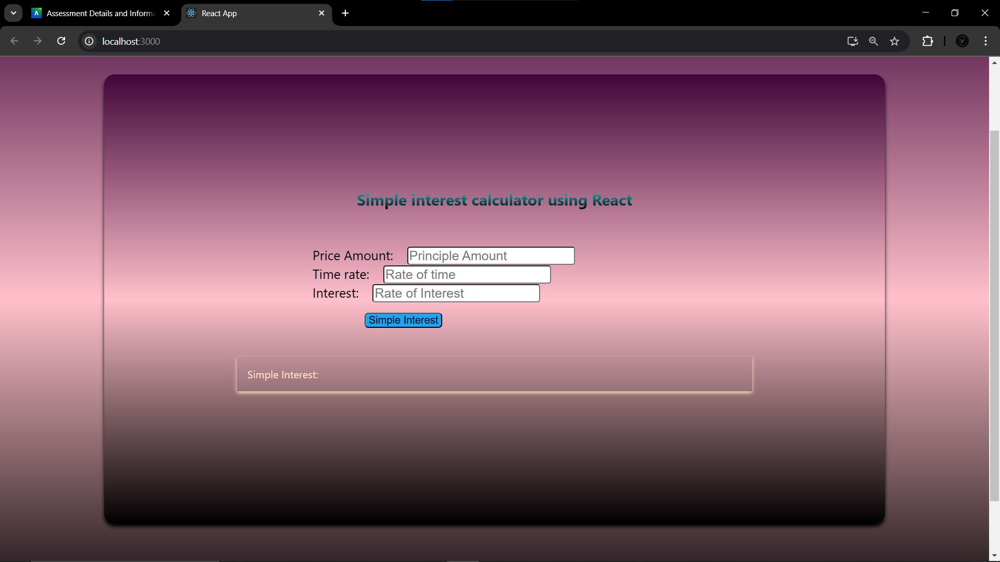 Assessment Details and Informa
React App
localhost:3000
Simple interest calculator using React
Price Amount: Principle Amount
Time rate: Rate of time
Interest: Rate of Interest
Simple Interest
Simple Interest: